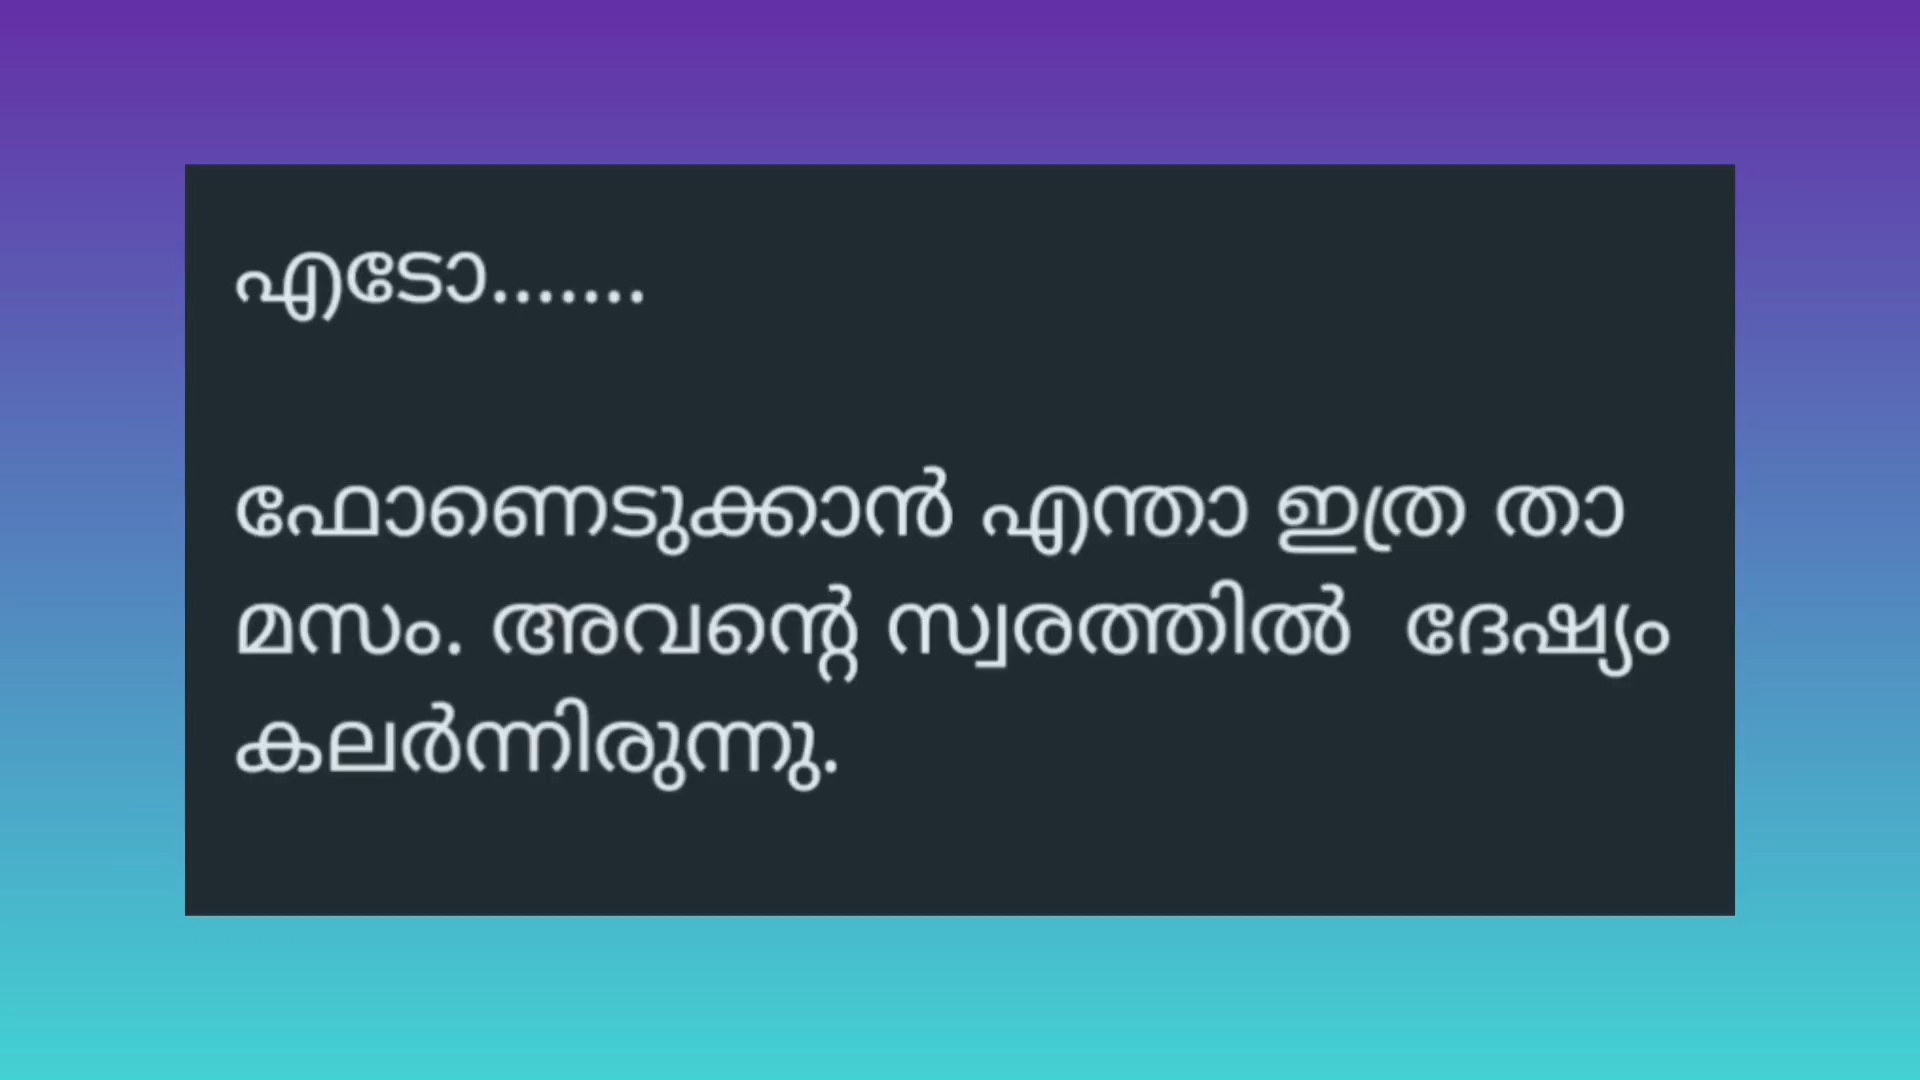 എടോ.......
ഫോണെടുക്കാൻ എന്താ ഇത്ര താ
മസം. അവന്റെ സ്വരത്തിൽ  ദേഷ്യം
കലർന്നിരുന്നു.